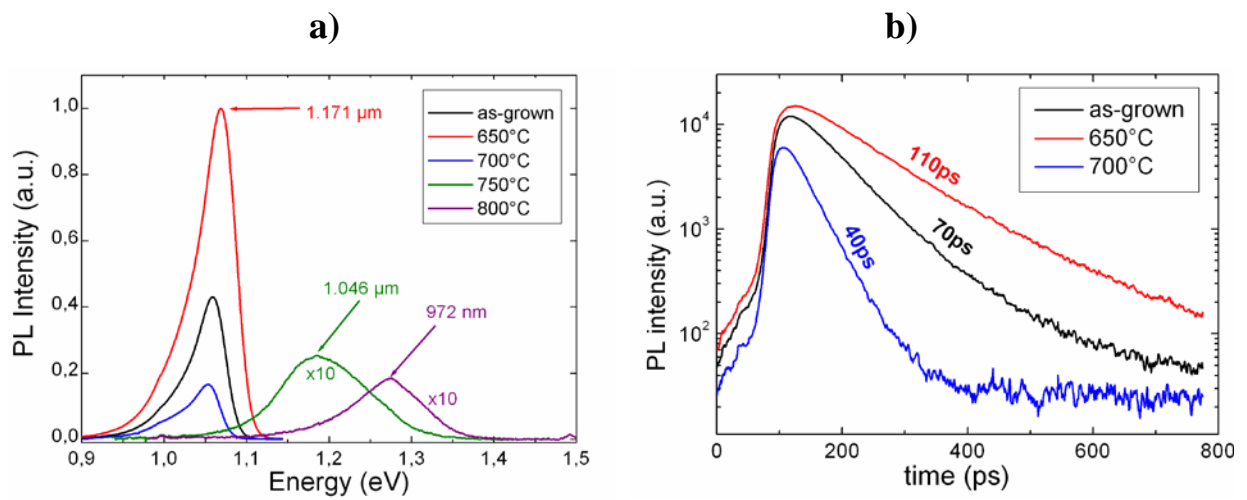 a)
PL Intensity (a.u.)
1,0
0,8
0,6
0,4
0,2
0,0
0,9
1,0
1,1
1,2
1,3
1,4
1,5
Energy (eV)
1.171 µm
as-grown
650°C
700°C
750°C
800°C
1.046 µm
972 nm
x10
x10
b)
PL intensity (a.u.)
10⁴
10³
10²
0
200
400
600
800
time (ps)
as-grown
650°C
700°C
110ps
70ps
40ps